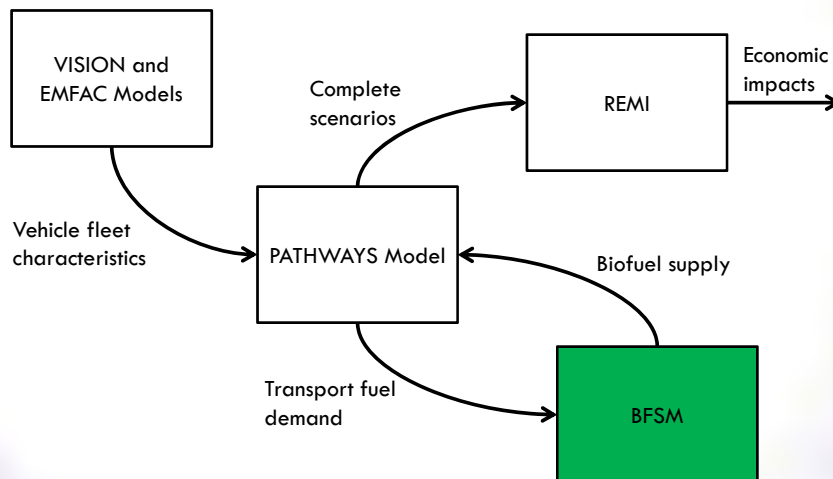 VISION and
EMFAC Models
Complete
scenarios
REMI
Economic
impacts
Vehicle fleet
characteristics
PATHWAYS Model
Biofuel supply
Transport fuel
demand
BFSM